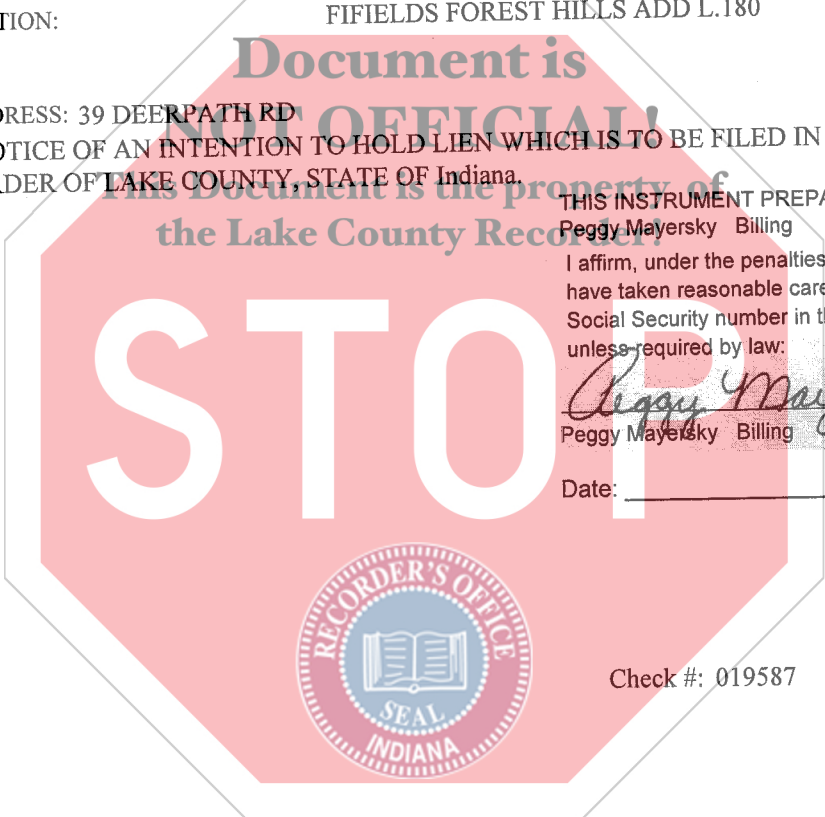 TION:
FIFIELDS FOREST HILLS ADD L.180
Document is
DRESS: 39 DEERPATH RD
NOT OFFICIAL!
OTICE OF AN INTENTION TO HOLD LIEN WHICH IS TO BE FILED IN
RDER OF LAKE COUNTY, STATE OF Indiana.
This Document is the property of
the Lake County Recorder!
THIS INSTRUMENT PREPA
Peggy Mayersky Billing
I affirm, under the penalties
have taken reasonable care
Social Security number in th
unless required by law:
Peggy May
Peggy Mayersky Billing
Date:
STOP
RECORDER'S OFFICE
SEAL
INDIANA
Check #: 019587